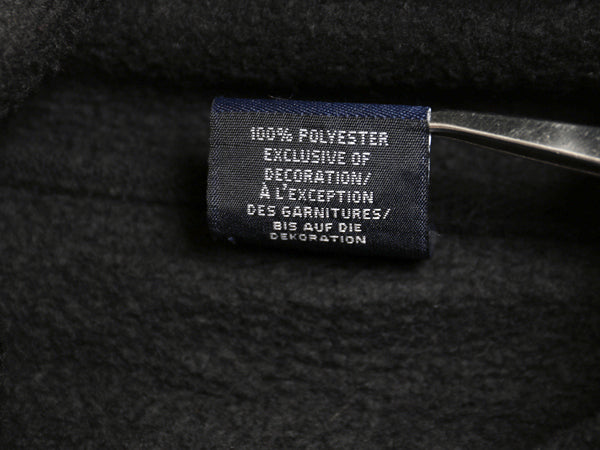 100% POLYESTER
EXCLUSIVE OF
DECORATION/
À L'EXCEPTION
DES GARNITURES/
BIS AUF DIE
DEKORATION